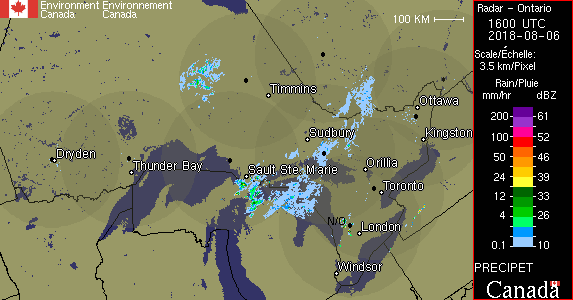 Environment Environnement
Canada Canada
100 KM
Timmins
Ottawa
Sudbury
Kingston
Dryden
Thunder Bay
Sault Ste. Marie
Orillia
Toronto
N/O
London
Windsor
Radar - Ontario
1600 UTC
2018-08-06
Scale/Échelle:
3.5 km/Pixel
Rain/Pluie
mm/hr dBZ
200 61
100 52
50 46
24 39
12 33
4 26
0.1 10
PRECIPET
Canada